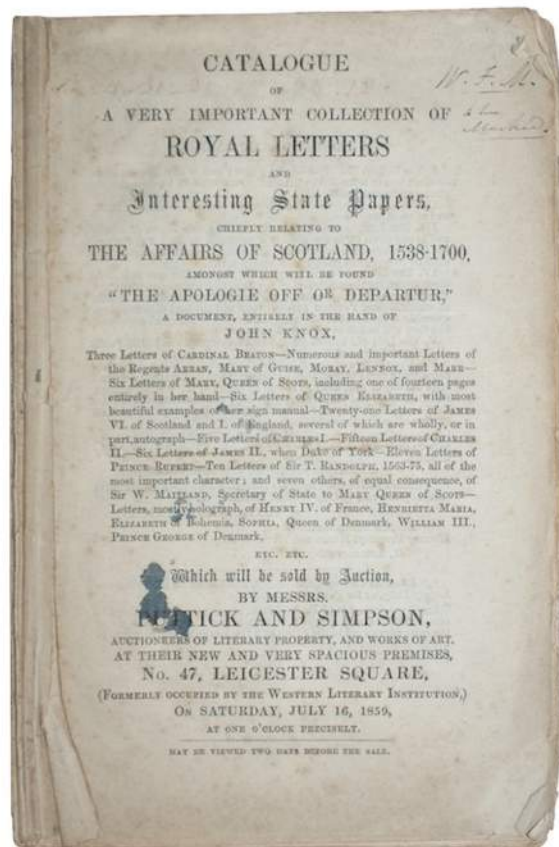 CATALOGUE
OF
A VERY IMPORTANT COLLECTION OF
ROYAL LETTERS
AND
Interesting State Papers,
CHIEFLY RELATING TO
THE AFFAIRS OF SCOTLAND, 1538-1700,
AMONGST WHICH WILL BE FOUND
"THE APOLOGIE OFF OR DEPARTUR,"
A DOCUMENT, ENTIRELY IN THE HAND OF
JOHN KNOX,
Three Letters of CARDINAL BEATON—Numerous and important Letters of
the Regents ARRAN, MARY OF GUISE, MORAY, LENNOX, and MARR—
Six Letters of MARY, QUEEN OF SCOTS, including one of fourteen pages
entirely in her hand—Six Letters of QUEEN ELIZABETH, with most
beautiful examples of her sign manual—Twenty-one Letters of JAMES
VI. of Scotland and I. of England, several of which are wholly, or in
part, autograph—Five Letters of CHARLES I.—Fifteen Letters of CHARLES
II.—Six Letters of JAMES II., when Duke of York—Eleven Letters of
PRINCE RUPERT—Ten Letters of Sir T. RANDOLPH, 1563-73, all of the
most important character; and seven others, of equal consequence, of
Sir W. MAITLAND, Secretary of State to MARY QUEEN OF SCOTS—
Letters, mostly holograph, of HENRY IV. of France, HENRIETTA MARIA,
ELIZABETH of Bohemia, SOPHIA, Queen of Denmark, WILLIAM III.,
PRINCE GEORGE of Denmark,
ETC. ETC.
Which will be sold by Auction,
BY MESSRS.
PUTTICK AND SIMPSON,
AUCTIONEERS OF LITERARY PROPERTY, AND WORKS OF ART,
AT THEIR NEW AND VERY SPACIOUS PREMISES,
No. 47, LEICESTER SQUARE,
(FORMERLY OCCUPIED BY THE WESTERN LITERARY INSTITUTION,)
ON SATURDAY, JULY 16, 1859,
AT ONE O'CLOCK PRECISELY.
MAY BE VIEWED TWO DAYS BEFORE THE SALE.
W. F. M.